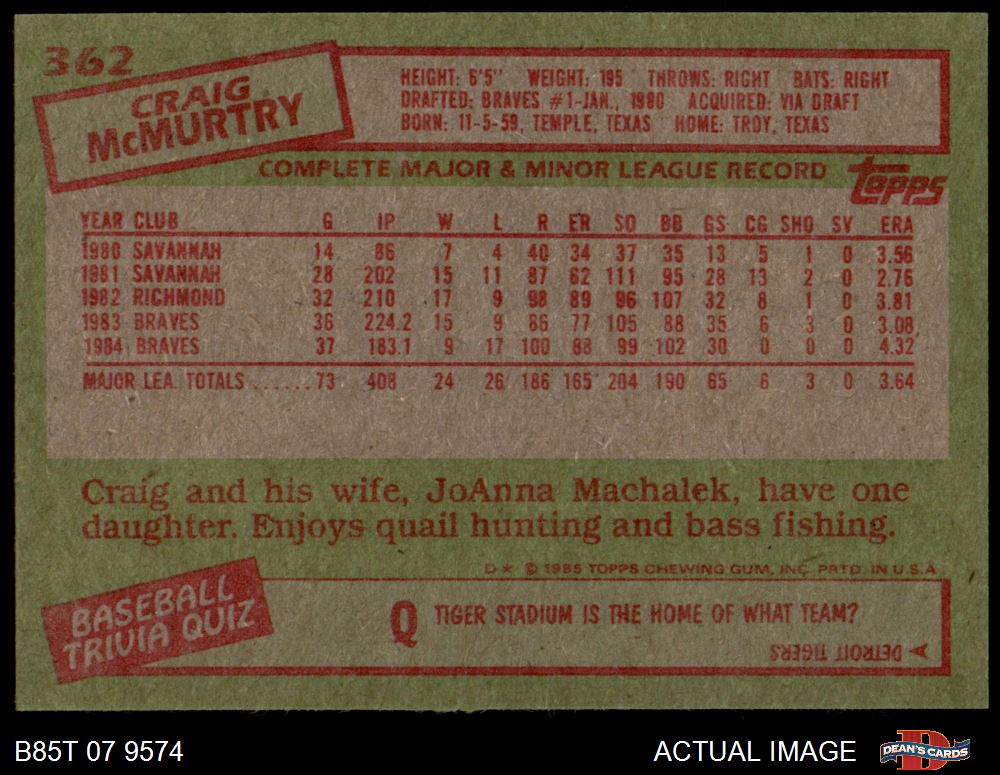 362
CRAIG
McMURTRY
HEIGHT: 6'5" WEIGHT: 195 THROWS: RIGHT BATS: RIGHT
DRAFTED: BRAVES #1-JAN., 1980 ACQUIRED: VIA DRAFT
BORN: 11-5-59, TEMPLE, TEXAS HOME: TROY, TEXAS
COMPLETE MAJOR & MINOR LEAGUE RECORD
topps
YEAR CLUB G IP W L R ER SO BB GS CG SHO SV ERA
1980 SAVANNAH 14 86 7 4 40 34 37 35 13 5 1 0 3.56
1981 SAVANNAH 28 202 15 11 87 62 111 95 28 13 2 0 2.76
1982 RICHMOND 32 210 17 9 98 89 96 107 32 8 1 0 3.81
1983 BRAVES 36 224.2 15 9 86 77 105 88 35 6 3 0 3.08
1984 BRAVES 37 183.1 9 17 100 88 99 102 30 0 0 0 4.32
MAJOR LEA. TOTALS ......73 408 24 26 186 165 204 190 65 6 3 0 3.64
Craig and his wife, JoAnna Machalek, have one
daughter. Enjoys quail hunting and bass fishing.
D* © 1985 TOPPS CHEWING GUM, INC. PRTD. IN U.S.A.
BASEBALL
TRIVIA QUIZ
Q TIGER STADIUM IS THE HOME OF WHAT TEAM?
A DETROIT TIGERS
B85T 07 9574
ACTUAL IMAGE
DEAN'S CARDS